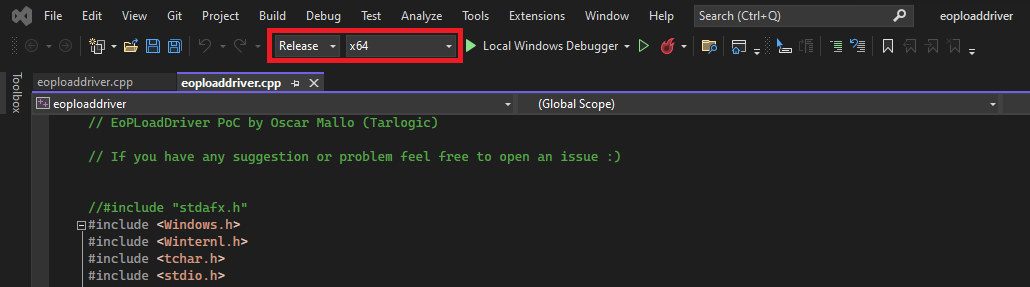 File Edit View Git Project Build Debug Test Analyze Tools Extensions Window Help Search (Ctrl+Q) eoploaddriver
Release x64 Local Windows Debugger
Toolbox
eoploaddriver.cpp eoploaddriver.cpp
eoploaddriver (Global Scope)
// EoPLoadDriver PoC by Oscar Mallo (Tarlogic)
// If you have any suggestion or problem feel free to open an issue :)
//#include "stdafx.h"
#include <Windows.h>
#include <Winternl.h>
#include <tchar.h>
#include <stdio.h>